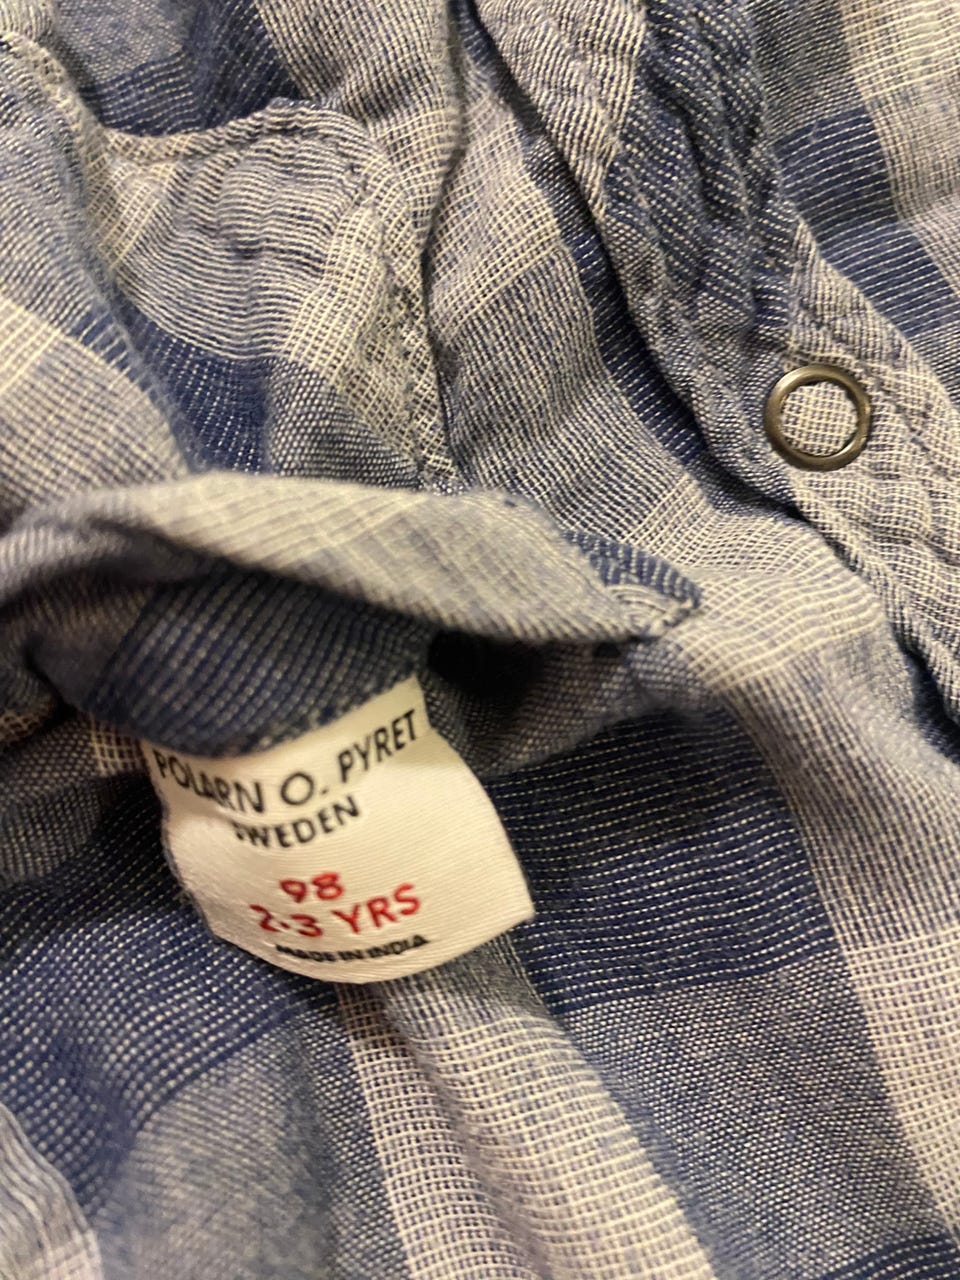 POLARN O. PYRET
SWEDEN
98
2-3 YRS
MADE IN INDIA